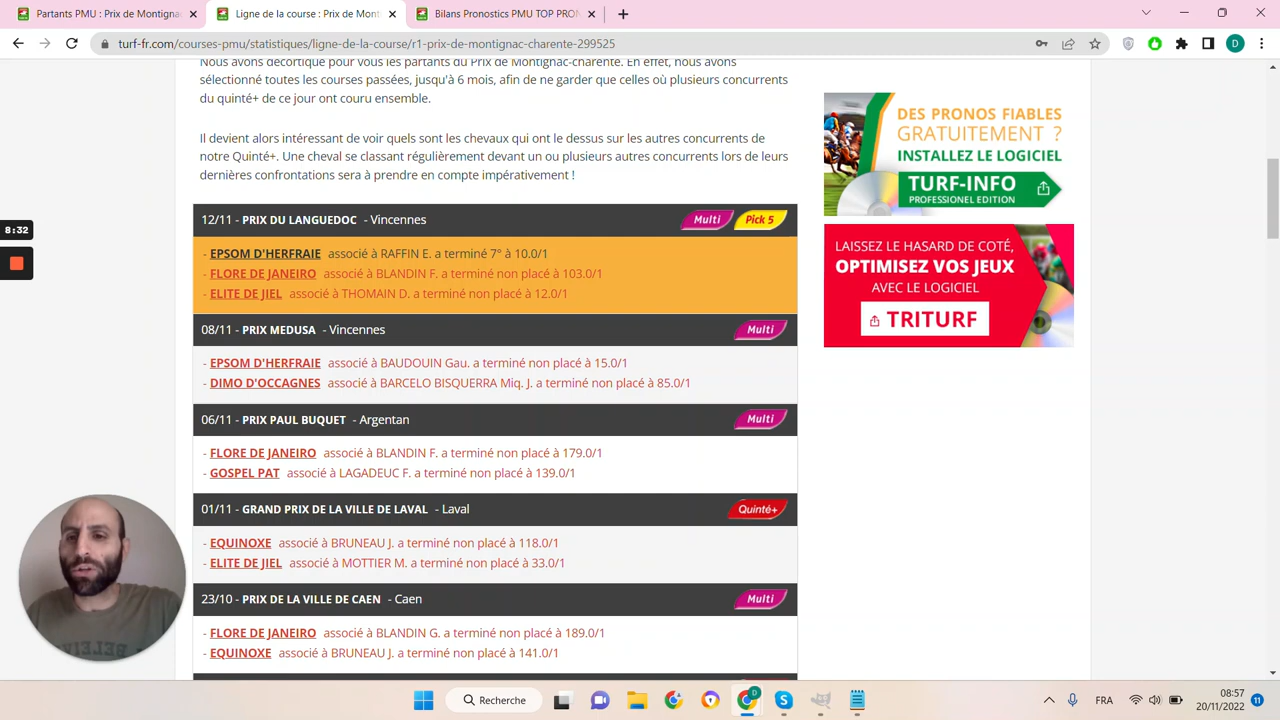 Partants PMU : Prix de Montignac
Ligne de la course : Prix de Mont
Bilans Pronostics PMU TOP PRON
turf-fr.com/courses-pmu/statistiques/ligne-de-la-course/r1-prix-de-montignac-charente-299525
D
Nous avons décortiqué pour vous les partants du Prix de Montignac-charente. En effet, nous avons
sélectionné toutes les courses passées, jusqu'à 6 mois, afin de ne garder que celles où plusieurs concurrents
du quinté+ de ce jour ont couru ensemble.
Il devient alors intéressant de voir quels sont les chevaux qui ont le dessus sur les autres concurrents de
notre Quinté+. Une cheval se classant régulièrement devant un ou plusieurs autres concurrents lors de leurs
dernières confrontations sera à prendre en compte impérativement !
12/11 - PRIX DU LANGUEDOC - Vincennes Multi Pick 5
- EPSOM D'HERFRAIE associé à RAFFIN E. a terminé 7° à 10.0/1
- FLORE DE JANEIRO associé à BLANDIN F. a terminé non placé à 103.0/1
- ELITE DE JIEL associé à THOMAIN D. a terminé non placé à 12.0/1
08/11 - PRIX MEDUSA - Vincennes Multi
- EPSOM D'HERFRAIE associé à BAUDOUIN Gau. a terminé non placé à 15.0/1
- DIMO D'OCCAGNES associé à BARCELO BISQUERRA Miq. J. a terminé non placé à 85.0/1
06/11 - PRIX PAUL BUQUET - Argentan Multi
- FLORE DE JANEIRO associé à BLANDIN F. a terminé non placé à 179.0/1
- GOSPEL PAT associé à LAGADEUC F. a terminé non placé à 139.0/1
01/11 - GRAND PRIX DE LA VILLE DE LAVAL - Laval Quinté+
- EQUINOXE associé à BRUNEAU J. a terminé non placé à 118.0/1
- ELITE DE JIEL associé à MOTTIER M. a terminé non placé à 33.0/1
23/10 - PRIX DE LA VILLE DE CAEN - Caen Multi
- FLORE DE JANEIRO associé à BLANDIN G. a terminé non placé à 189.0/1
- EQUINOXE associé à BRUNEAU J. a terminé non placé à 141.0/1
DES PRONOS FIABLES
GRATUITEMENT ?
INSTALLEZ LE LOGICIEL
TURF-INFO
PROFESSIONEL EDITION
LAISSEZ LE HASARD DE COTÉ,
OPTIMISEZ VOS JEUX
AVEC LE LOGICIEL
TRITURF
8:32
Recherche
D
FRA
08:57
20/11/2022
11